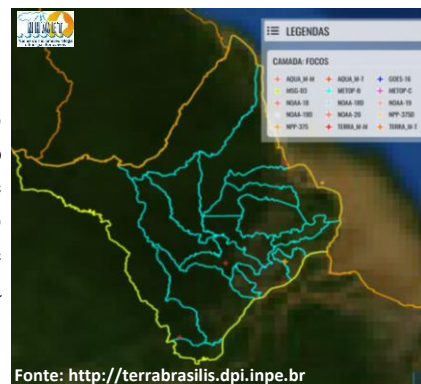 NHMET
LEGENDAS
CAMADA: FOCOS
AQUA_M-M AQUA_M-T GOES-16
MSG-03 METOP-B METOP-C
NOAA-18 NOAA-18D NOAA-19
NOAA-19D NOAA-20 NPP-375D
NPP-375 TERRA_M-M TERRA_M-T
Fonte: http://terrabrasilis.dpi.inpe.br